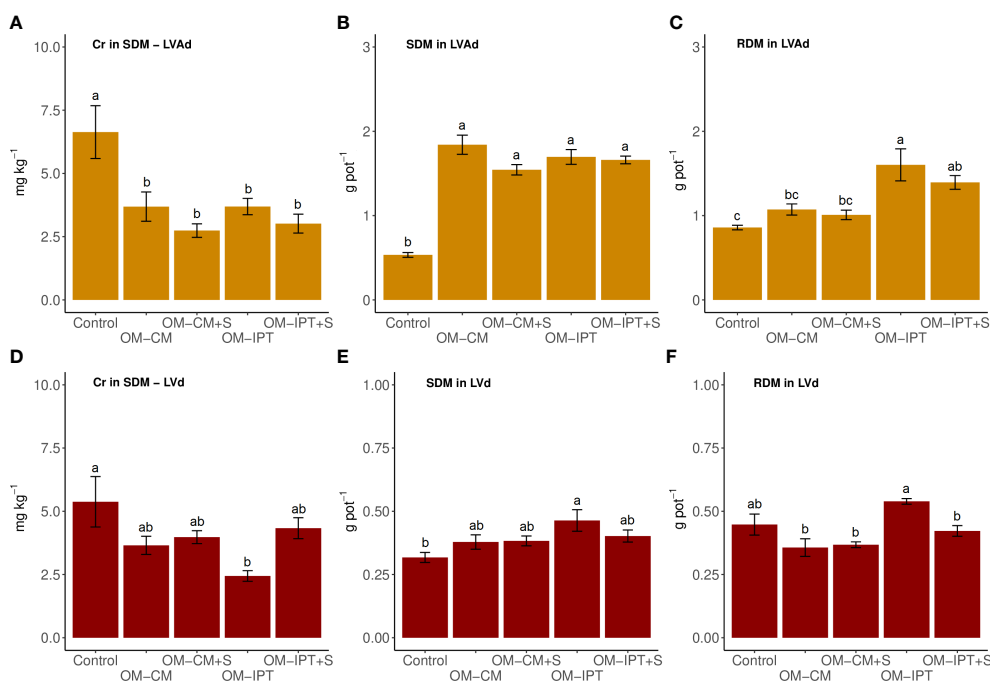 A
Cr in SDM – LVAd
mg kg⁻¹
10.0
7.5
5.0
2.5
0.0
a
b
b
b
b
Control
OM–CM
OM–CM+S
OM–IPT
OM–IPT+S
B
SDM in LVAd
g pot⁻¹
3
2
1
0
b
a
a
a
a
Control
OM–CM
OM–CM+S
OM–IPT
OM–IPT+S
C
RDM in LVAd
g pot⁻¹
3
2
1
0
c
bc
bc
a
ab
Control
OM–CM
OM–CM+S
OM–IPT
OM–IPT+S
D
Cr in SDM – LVd
mg kg⁻¹
10.0
7.5
5.0
2.5
0.0
a
ab
ab
b
ab
Control
OM–CM
OM–CM+S
OM–IPT
OM–IPT+S
E
SDM in LVd
g pot⁻¹
1.00
0.75
0.50
0.25
0.00
b
ab
ab
a
ab
Control
OM–CM
OM–CM+S
OM–IPT
OM–IPT+S
F
RDM in LVd
g pot⁻¹
1.00
0.75
0.50
0.25
0.00
ab
b
b
a
b
Control
OM–CM
OM–CM+S
OM–IPT
OM–IPT+S